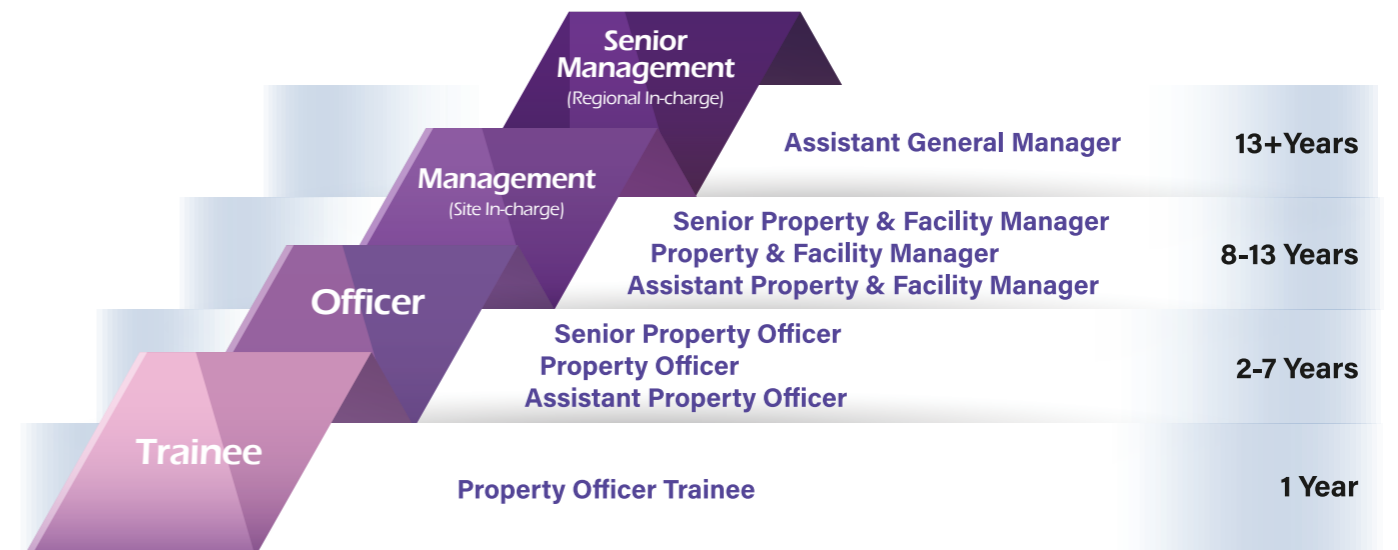 Senior
Management
(Regional In-charge)
Assistant General Manager
13+Years
Management
(Site In-charge)
Senior Property & Facility Manager
Property & Facility Manager
Assistant Property & Facility Manager
8-13 Years
Officer
Senior Property Officer
Property Officer
Assistant Property Officer
2-7 Years
Trainee
Property Officer Trainee
1 Year